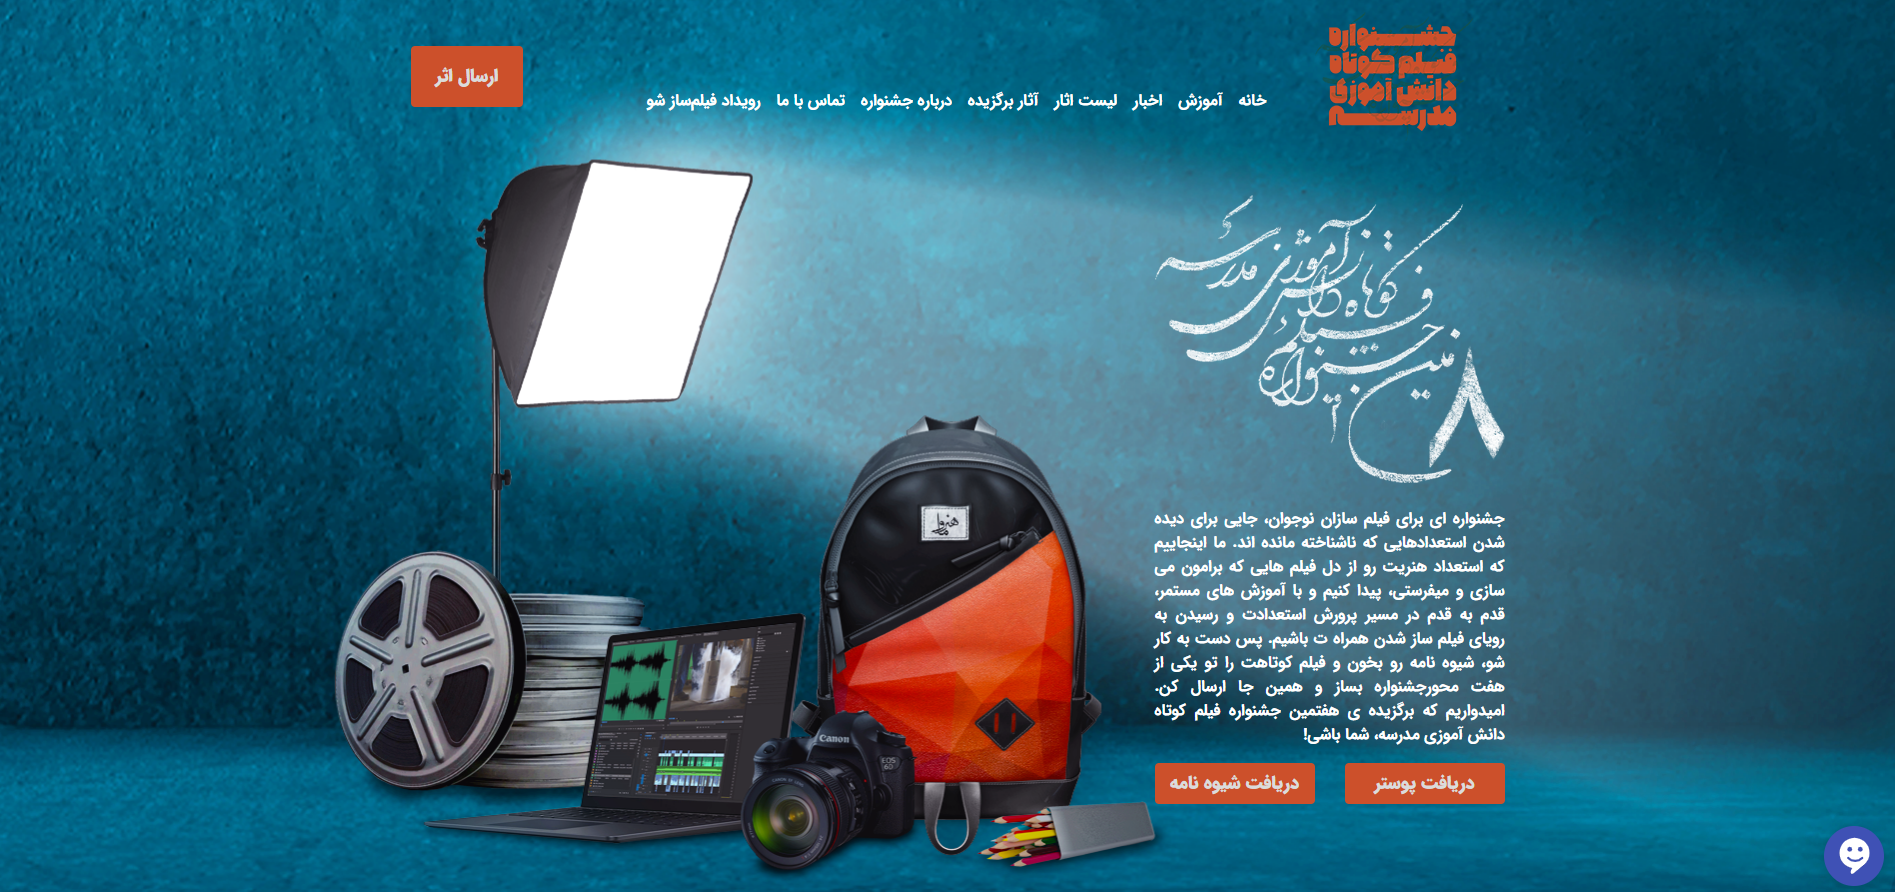 جشنواره
فیلم کوتاه
دانش آموزی
مدرسه
خانه
آموزش
اخبار
لیست اثار
آثار برگزیده
درباره جشنواره
تماس با ما
رویداد فیلم‌ساز شو
ارسال اثر
۸مین جشنواره
فیلم
کوتاه دانش آموزی مدرسه
هنروما
جشنواره ای برای فیلم سازان نوجوان، جایی برای دیده
شدن استعدادهایی که ناشناخته مانده اند. ما اینجاییم
که استعداد هنریت رو از دل فیلم هایی که برامون می
سازی و میفرستی، پیدا کنیم و با آموزش های مستمر،
قدم به قدم در مسیر پرورش استعدادت و رسیدن به
رویای فیلم ساز شدن همراه ت باشیم. پس دست به کار
شو، شیوه نامه رو بخون و فیلم کوتاهت را تو یکی از
هفت محورجشنواره بساز و همین جا ارسال کن.
امیدواریم که برگزیده ی هفتمین جشنواره فیلم کوتاه
دانش آموزی مدرسه، شما باشی!
دریافت پوستر
دریافت شیوه نامه
Canon
EOS
6D